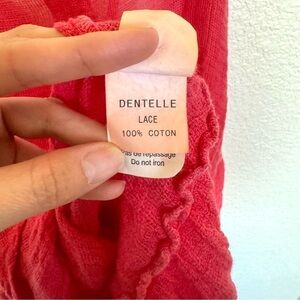 DENTELLE
LACE
100% COTON
de repassage
Do not iron